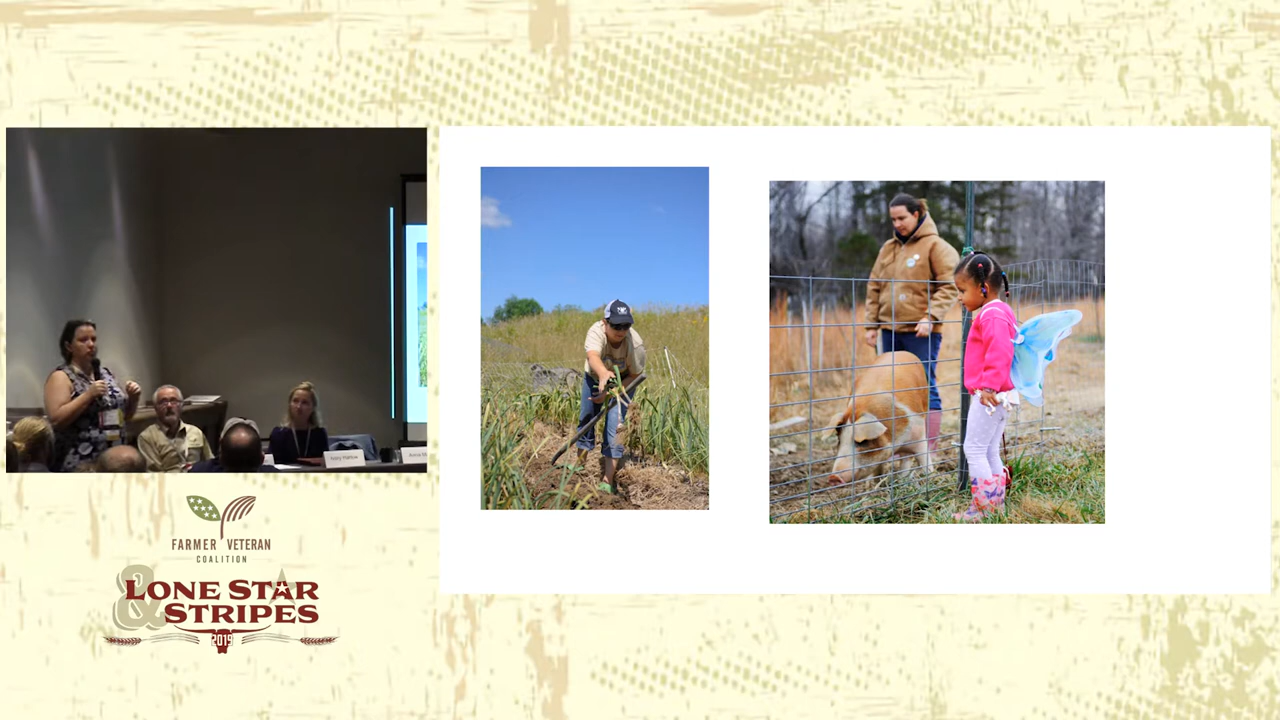 FARMER VETERAN
COALITION
LONE STAR
& STRIPES
2019